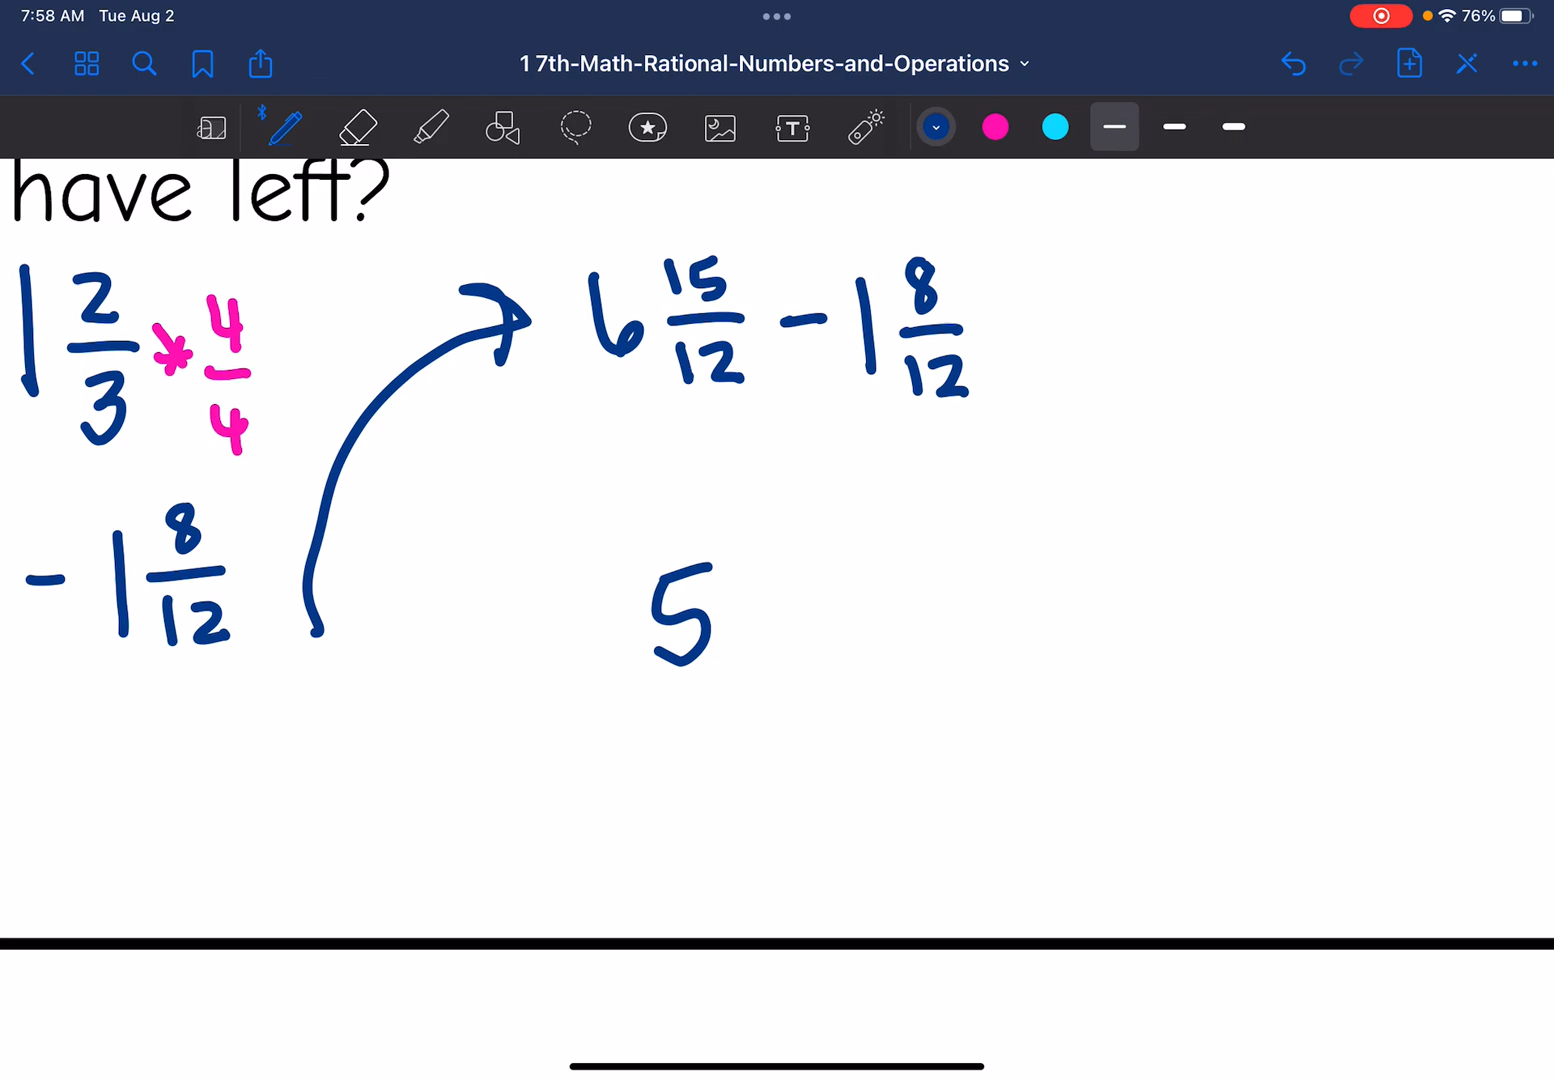 7:58 AM Tue Aug 2
76%
1 7th-Math-Rational-Numbers-and-Operations
T
have left?
1 2/3 * 4/4
6 15/12 - 1 8/12
- 1 8/12
5